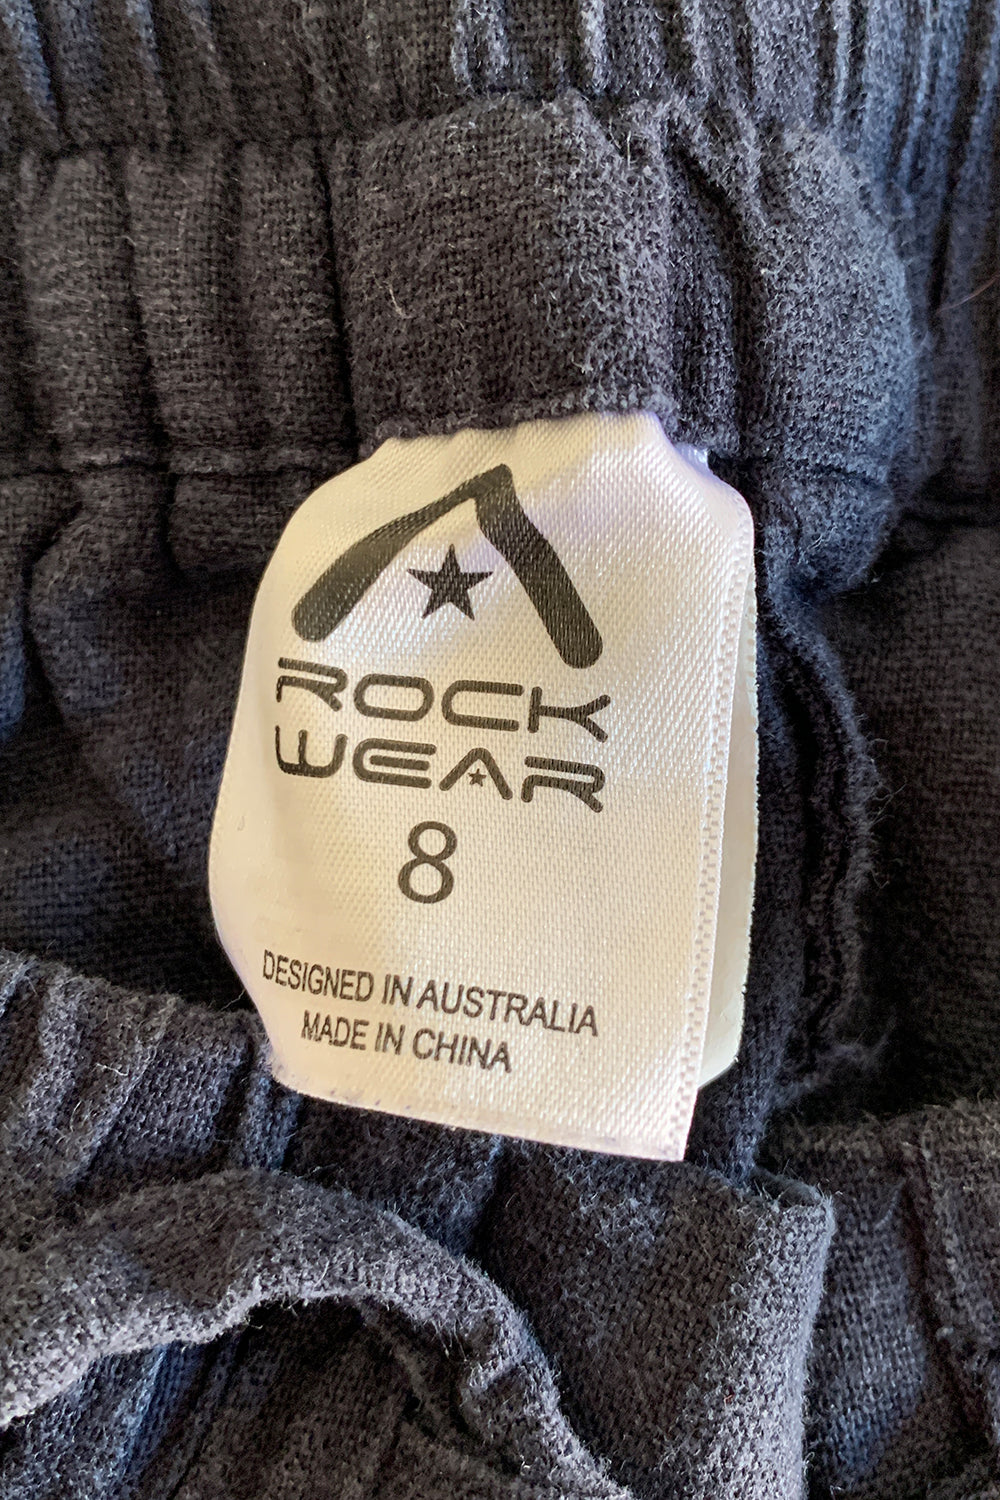 ROCK
WEAR
8
DESIGNED IN AUSTRALIA
MADE IN CHINA